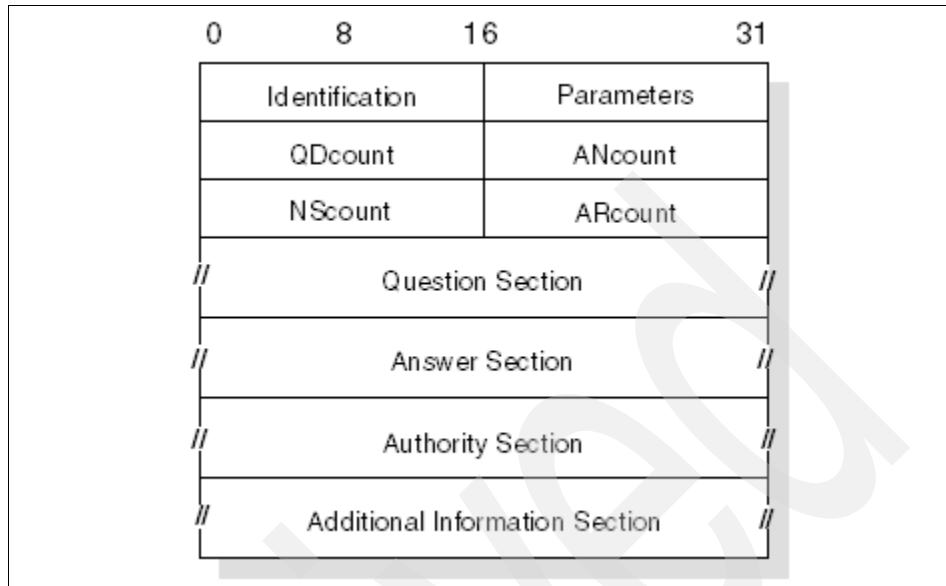 0 8 16 31
Identification Parameters
QDcount ANcount
NScount ARcount
// Question Section //
// Answer Section //
// Authority Section //
// Additional Information Section //